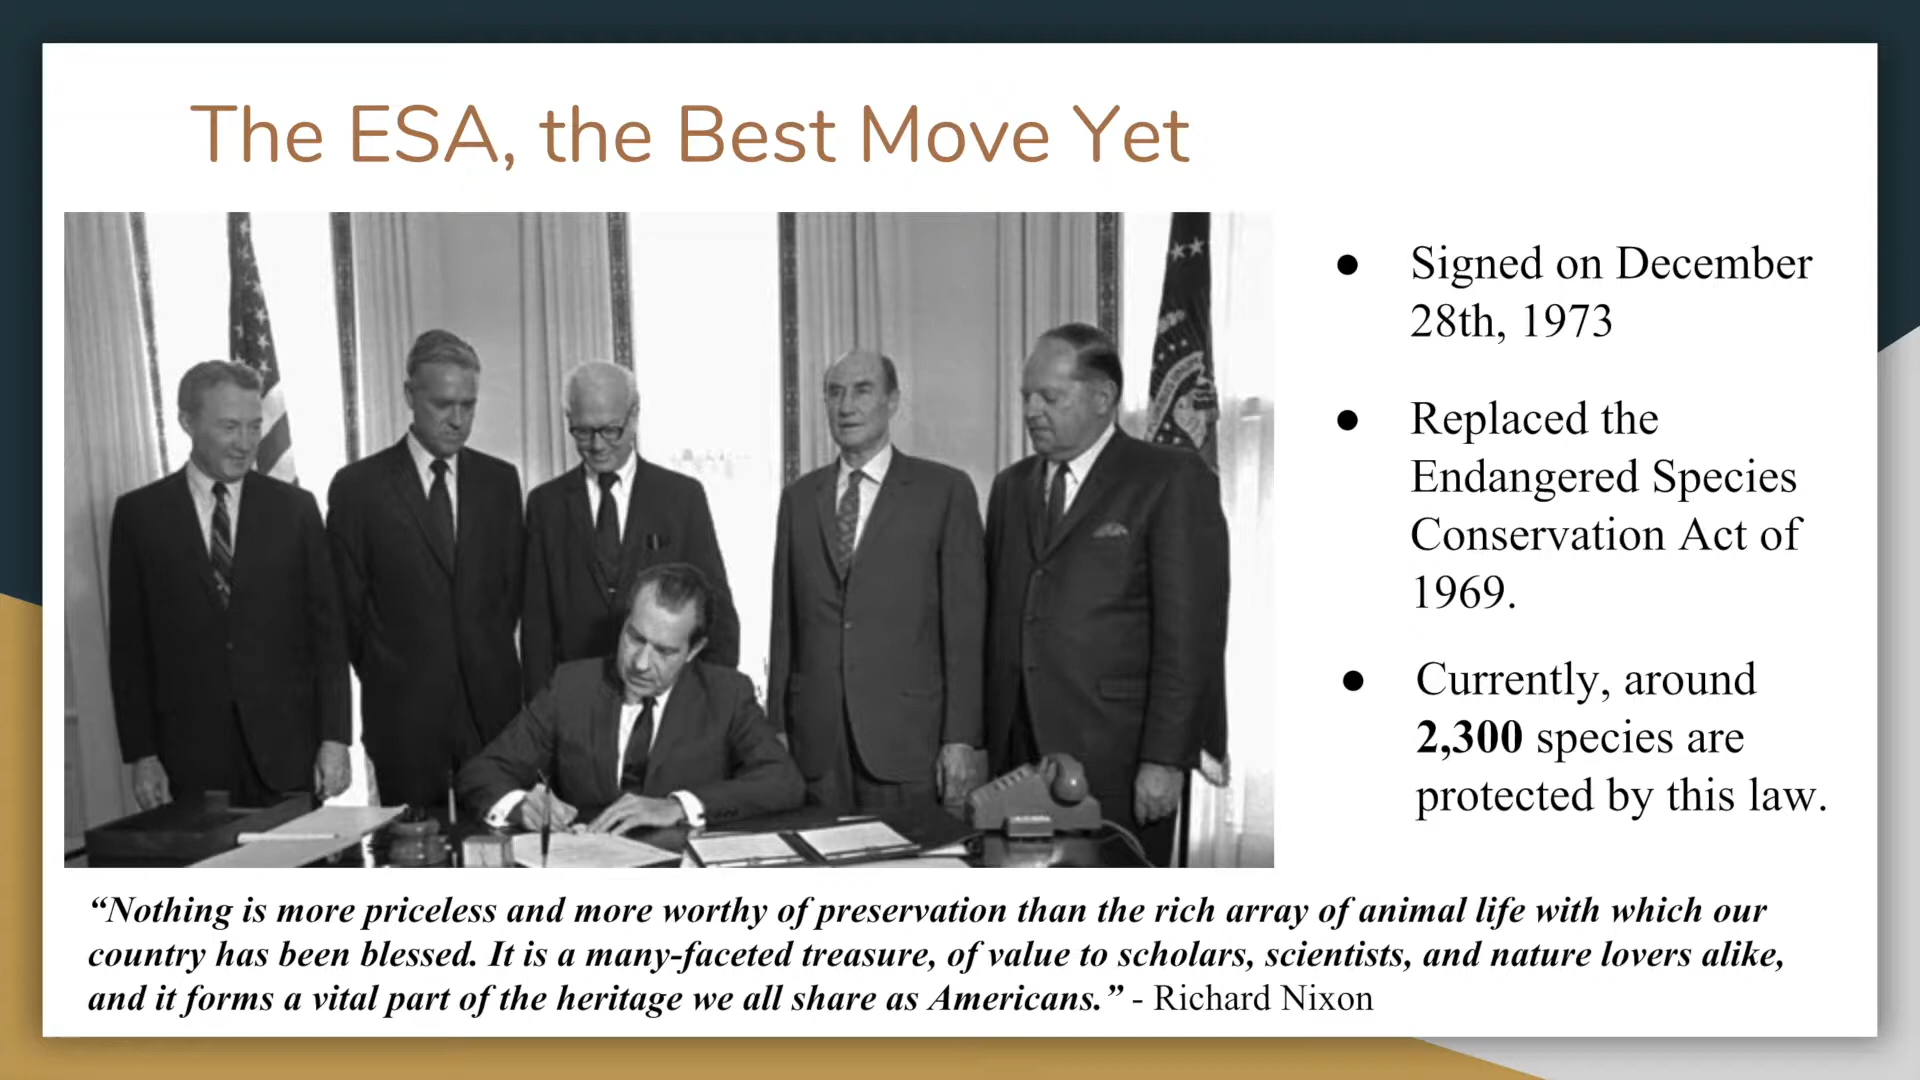 The ESA, the Best Move Yet
● Signed on December
28th, 1973
● Replaced the
Endangered Species
Conservation Act of
1969.
● Currently, around
2,300 species are
protected by this law.
“Nothing is more priceless and more worthy of preservation than the rich array of animal life with which our
country has been blessed. It is a many-faceted treasure, of value to scholars, scientists, and nature lovers alike,
and it forms a vital part of the heritage we all share as Americans.” - Richard Nixon